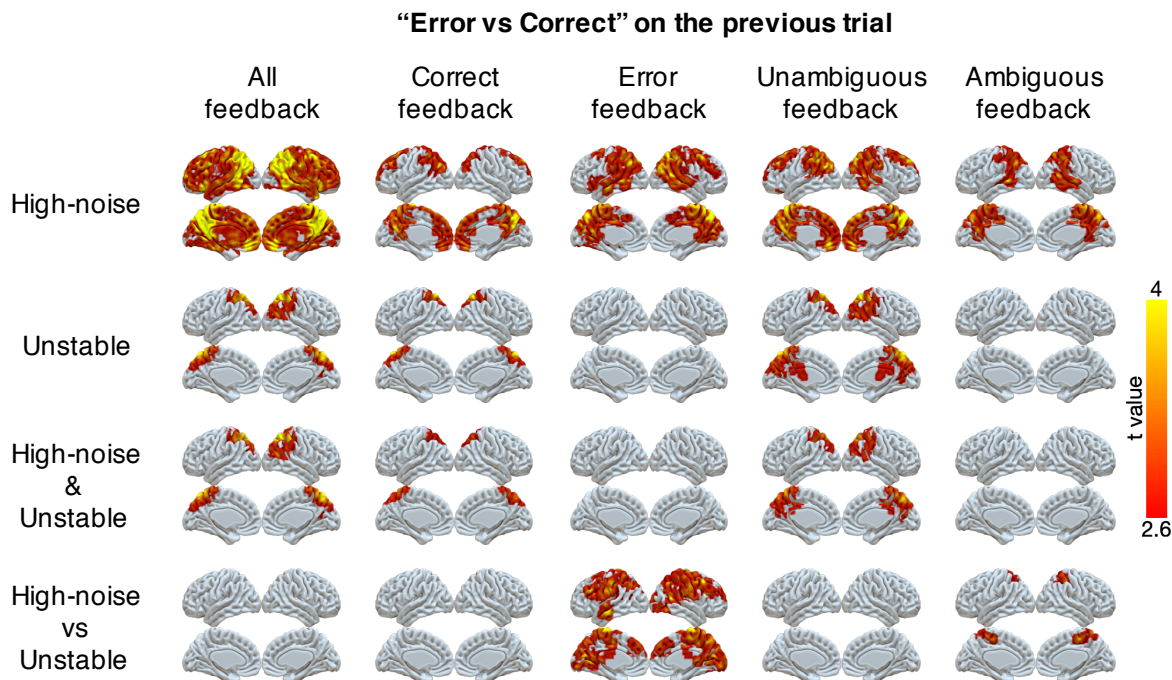 “Error vs Correct” on the previous trial
All
feedback
Correct
feedback
Error
feedback
Unambiguous
feedback
Ambiguous
feedback
High-noise
Unstable
High-noise
&
Unstable
High-noise
vs
Unstable
4
t value
2.6